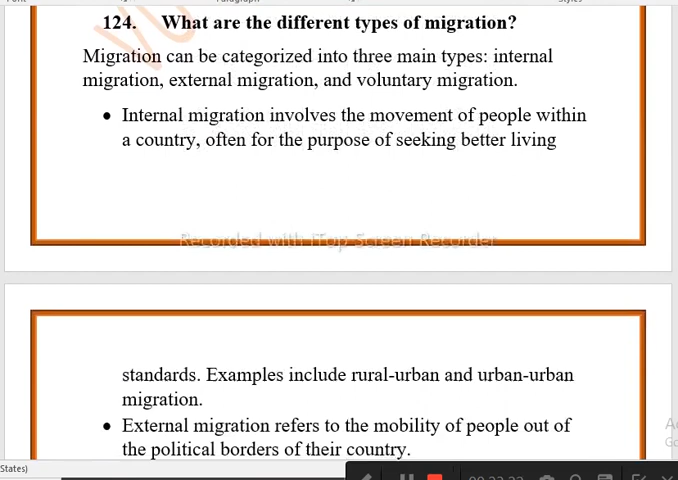 124. What are the different types of migration?
Migration can be categorized into three main types: internal
migration, external migration, and voluntary migration.
• Internal migration involves the movement of people within
a country, often for the purpose of seeking better living
Recorded with iTop Screen Recorder
standards. Examples include rural-urban and urban-urban
migration.
• External migration refers to the mobility of people out of
the political borders of their country.
States)